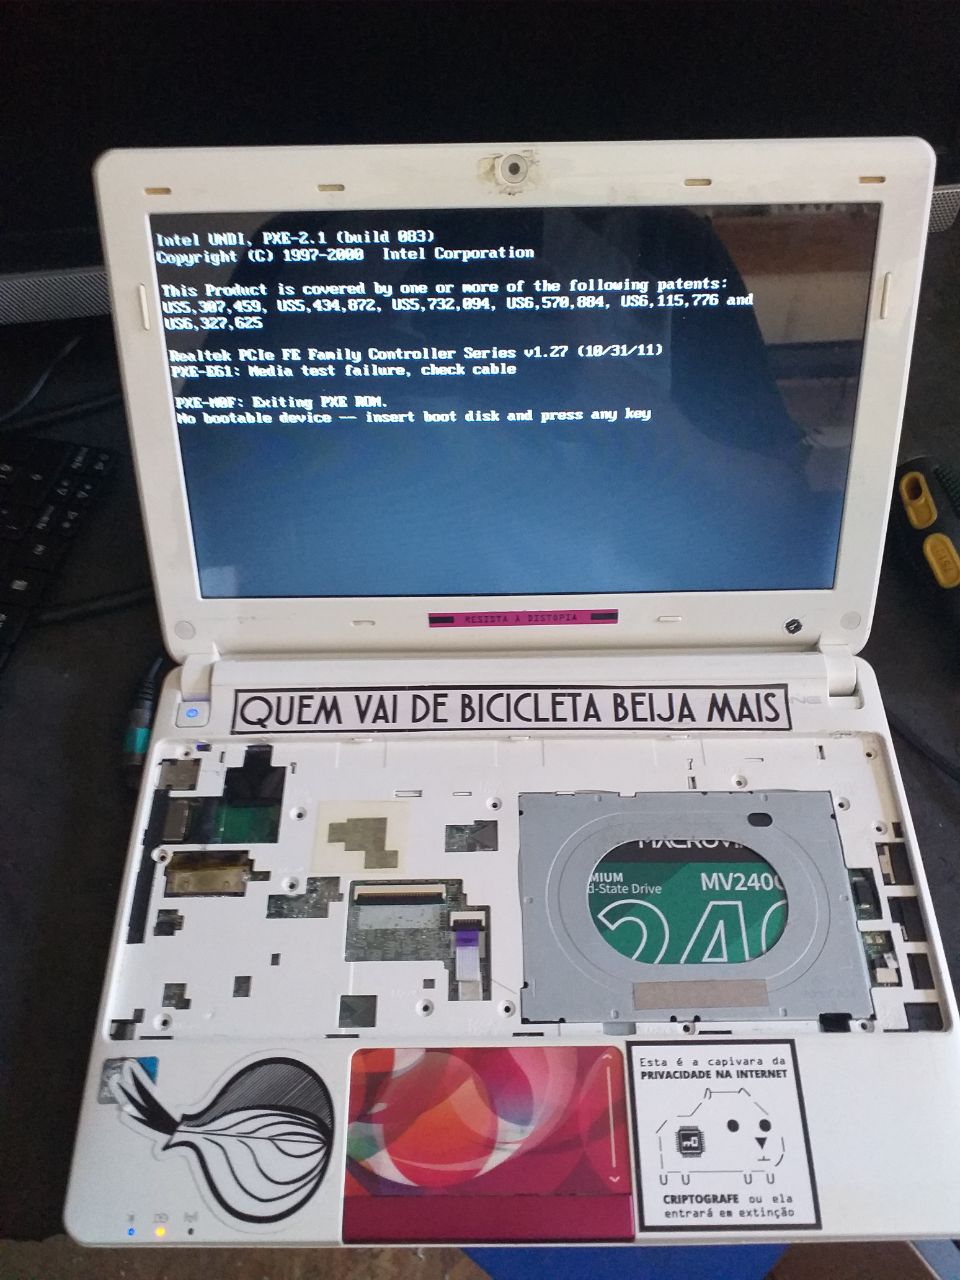 Intel UNDI, PXE-2.1 (build 083)
Copyright (C) 1997-2000 Intel Corporation
This Product is covered by one or more of the following patents:
US5,307,459, US5,434,872, US5,732,094, US6,570,884, US6,115,776 and
US6,327,625
Realtek PCIe FE Family Controller Series v1.27 (10/31/11)
PXE-E61: Media test failure, check cable
PXE-M0F: Exiting PXE ROM.
No bootable device -- insert boot disk and press any key
RESISTA À DISTOPIA
QUEM VAI DE BICICLETA BEIJA MAIS
MIUM
d-State Drive
MV240G
240
Esta é a capivara da
PRIVACIDADE NA INTERNET
CRIPTOGRAFE ou ela
entrará em extinção